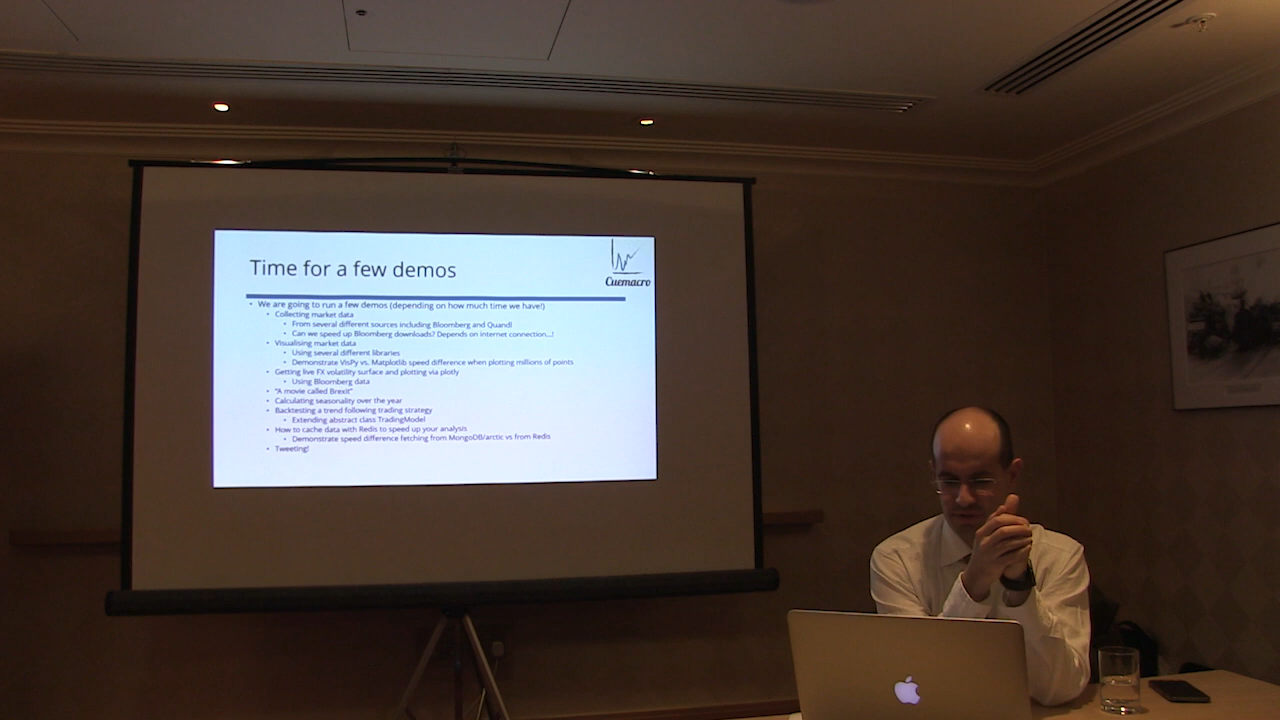 Time for a few demos
Cuemacro
• We are going to run a few demos (depending on how much time we have!)
• Collecting market data
• From several different sources including Bloomberg and Quandl
• Can we speed up Bloomberg downloads? Depends on internet connection...!
• Visualising market data
• Using several different libraries
• Demonstrate VisPy vs. Matplotlib speed difference when plotting millions of points
• Getting live FX volatility surface and plotting via plotly
• Using Bloomberg data
• "A movie called Brexit"
• Calculating seasonality over the year
• Backtesting a trend following trading strategy
• Extending abstract class TradingModel
• How to cache data with Redis to speed up your analysis
• Demonstrate speed difference fetching from MongoDB/arctic vs from Redis
• Tweeting!